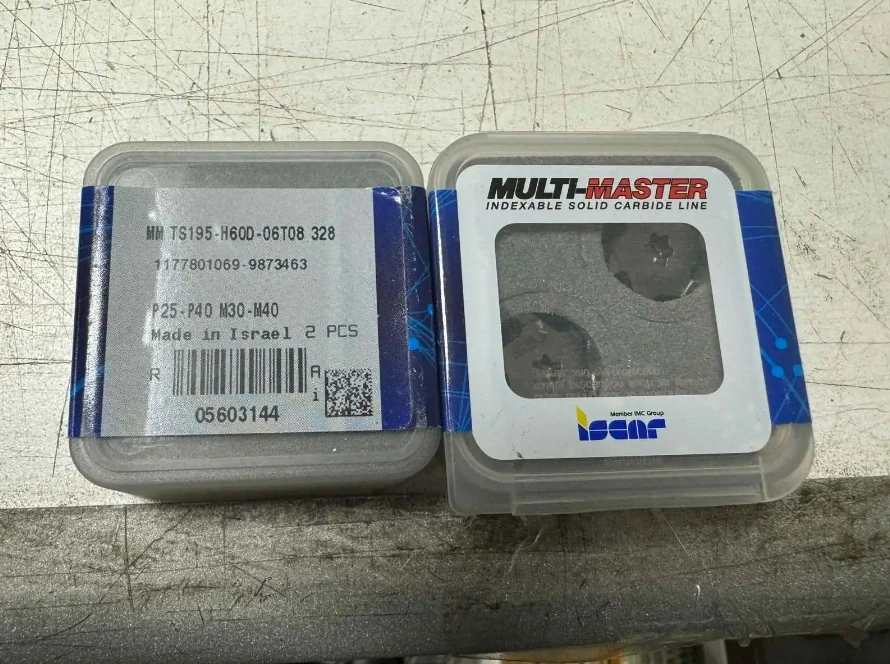 MM TS195-H60D-06T08 328
1177801069-9873463
P25-P40 M30-M40
Made in Israel 2 PCS
R
A
i
05603144
MULTI-MASTER
INDEXABLE SOLID CARBIDE LINE
Member IMC Group
iscar